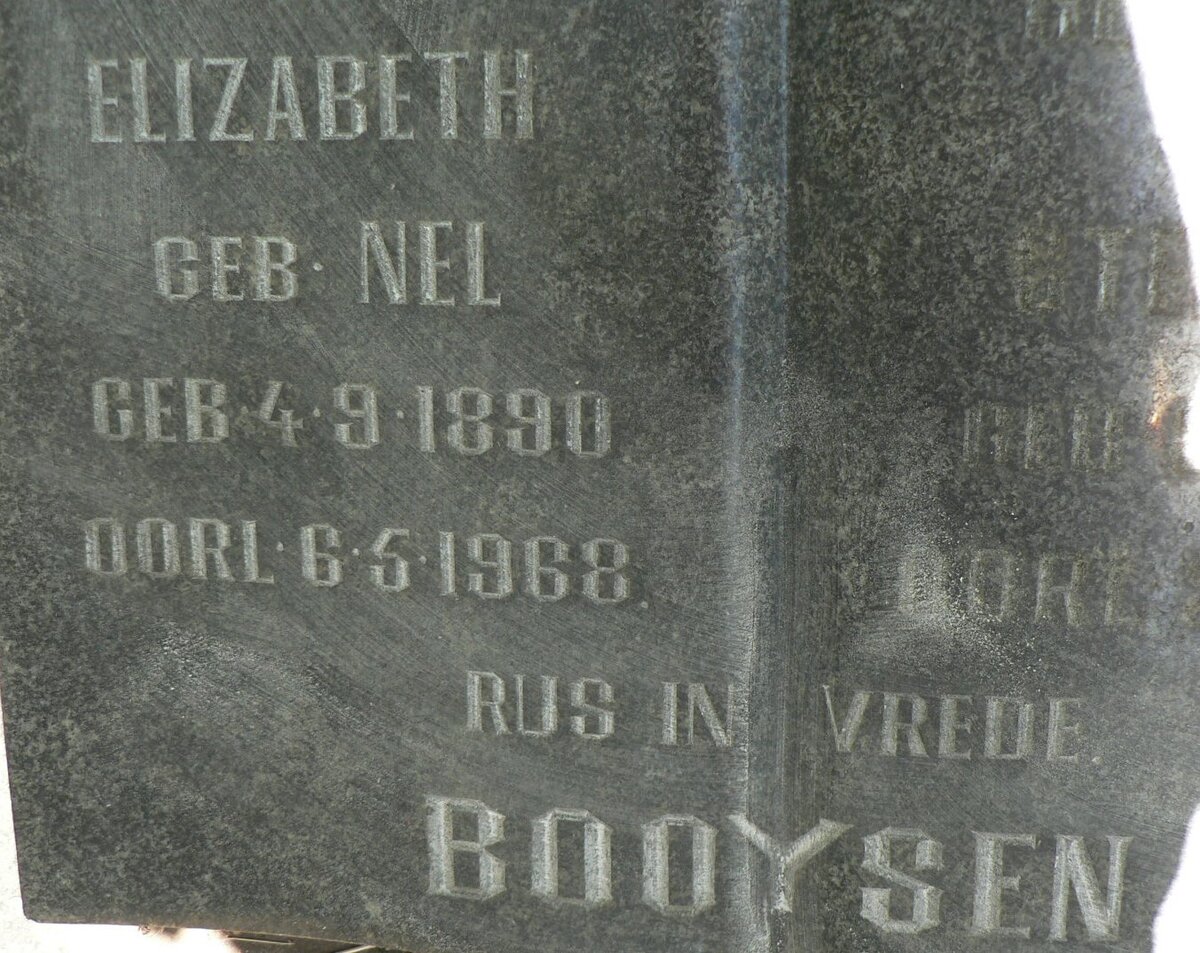 ELIZABETH
GEB. NEL
GEB. 4.9.1890.
OORL. 6.5.1968.
RUS IN VREDE.
BOOYSEN